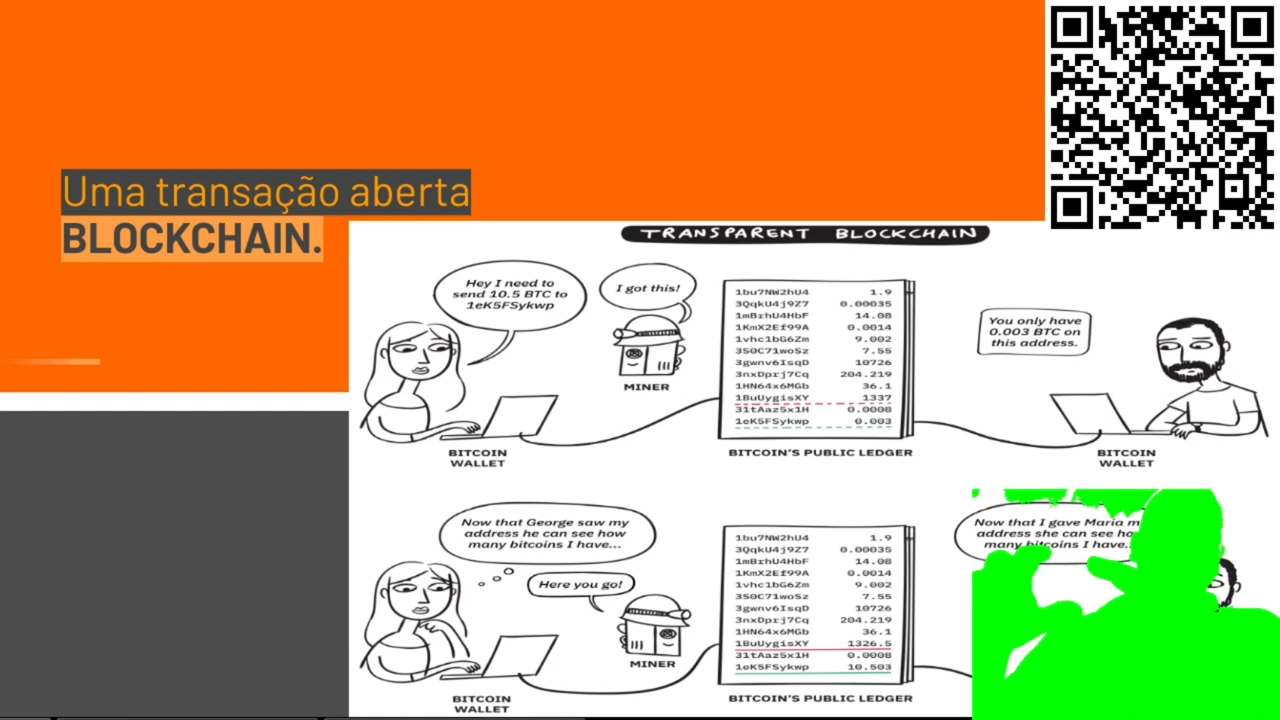 Uma transação aberta
BLOCKCHAIN.
TRANSPARENT BLOCKCHAIN
Hey I need to
send 10.5 BTC to
1eK5FSykwp
I got this!
MINER
1bu7NW2hU4 1.9
3QqkU4j9Z7 0.00035
1mBrhU4HbF 14.08
1KmX2Ef99A 0.0014
1vhc1bG6Zm 9.002
3S0C71woSz 7.55
3gwnv6IsqD 10726
3nxDprj7Cq 204.219
1HN64x6MGb 36.1
1BuUygisXY 1337
31tAaz5x1H 0.0008
1eK5FSykwp 0.003
You only have
0.003 BTC on
this address.
BITCOIN
WALLET
BITCOIN'S PUBLIC LEDGER
BITCOIN
WALLET
Now that George saw my
address he can see how
many bitcoins I have...
Here you go!
MINER
1bu7NW2hU4 1.9
3QqkU4j9Z7 0.00035
1mBrhU4HbF 14.08
1KmX2Ef99A 0.0014
1vhc1bG6Zm 9.002
3S0C71woSz 7.55
3gwnv6IsqD 10726
3nxDprj7Cq 204.219
1HN64x6MGb 36.1
1BuUygisXY 1326.5
31tAaz5x1H 0.0008
1eK5FSykwp 10.503
Now that I gave Maria
address she can see
many bitcoins I have..
BITCOIN
WALLET
BITCOIN'S PUBLIC LEDGER